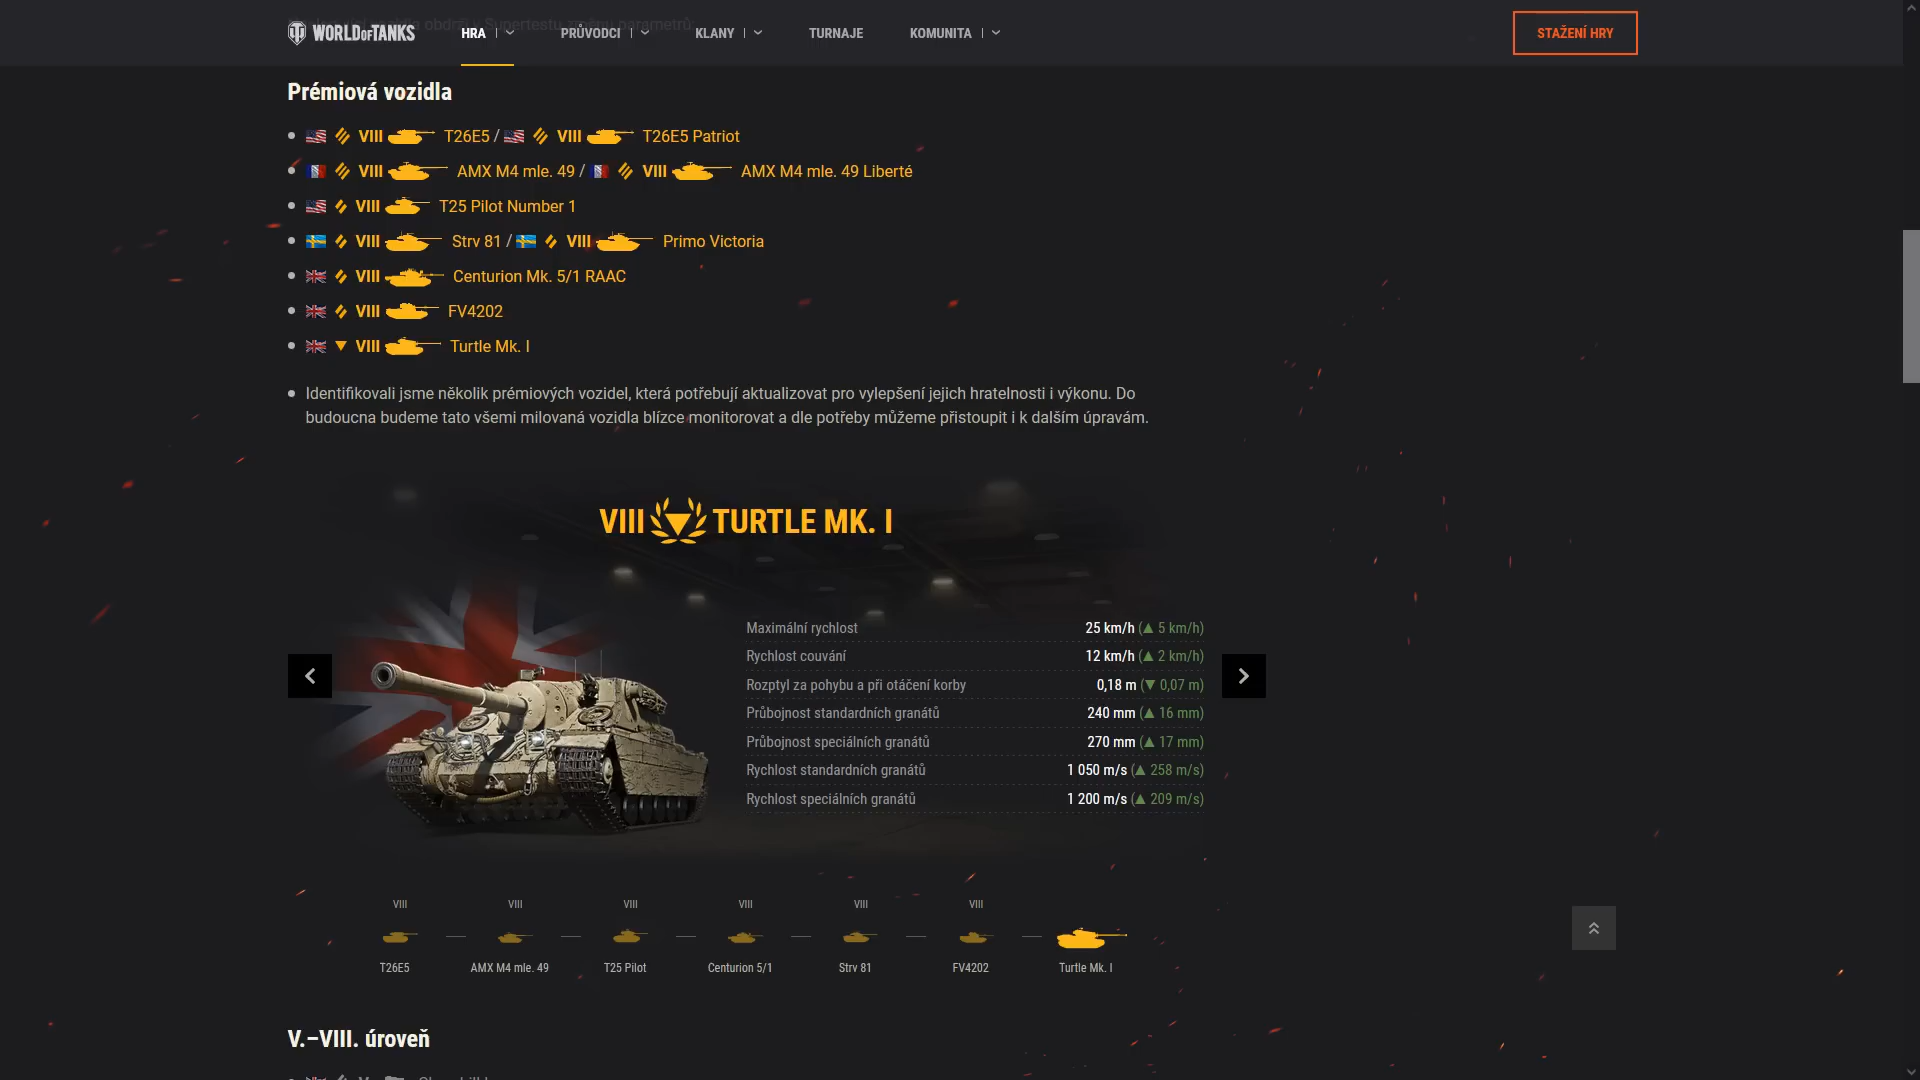 WORLD OF TANKS
HRA
PRŮVODCI
KLANY
TURNAJE
KOMUNITA
STAŽENÍ HRY
Prémiová vozidla
VIII T26E5 / VIII T26E5 Patriot
VIII AMX M4 mle. 49 / VIII AMX M4 mle. 49 Liberté
VIII T25 Pilot Number 1
VIII Strv 81 / VIII Primo Victoria
VIII Centurion Mk. 5/1 RAAC
VIII FV4202
VIII Turtle Mk. I
Identifikovali jsme několik prémiových vozidel, která potřebují aktualizovat pro vylepšení jejich hratelnosti i výkonu. Do
budoucna budeme tato všemi milovaná vozidla blízce monitorovat a dle potřeby můžeme přistoupit i k dalším úpravám.
VIII TURTLE MK. I
Maximální rychlost 25 km/h (▲ 5 km/h)
Rychlost couvání 12 km/h (▲ 2 km/h)
Rozptyl za pohybu a při otáčení korby 0,18 m (▼ 0,07 m)
Průbojnost standardních granátů 240 mm (▲ 16 mm)
Průbojnost speciálních granátů 270 mm (▲ 17 mm)
Rychlost standardních granátů 1 050 m/s (▲ 258 m/s)
Rychlost speciálních granátů 1 200 m/s (▲ 209 m/s)
VIII VIII VIII VIII VIII VIII
T26E5 AMX M4 mle. 49 T25 Pilot Centurion 5/1 Strv 81 FV4202 Turtle Mk. I
V.–VIII. úroveň